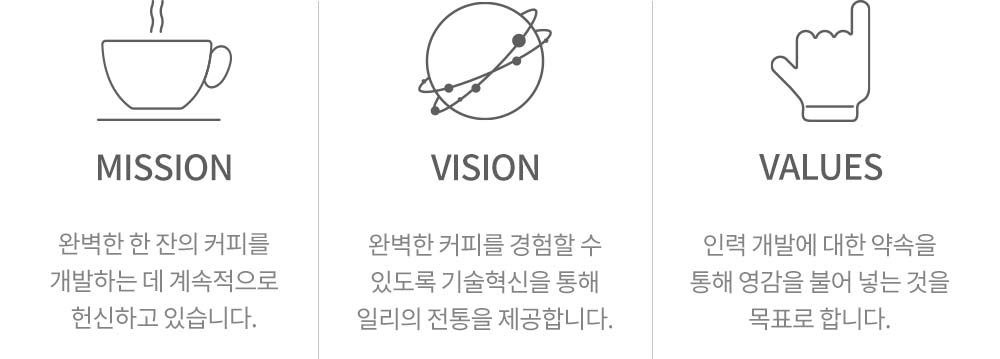 MISSION
완벽한 한 잔의 커피를
개발하는 데 계속적으로
헌신하고 있습니다.
VISION
완벽한 커피를 경험할 수
있도록 기술혁신을 통해
일리의 전통을 제공합니다.
VALUES
인력 개발에 대한 약속을
통해 영감을 불어 넣는 것을
목표로 합니다.